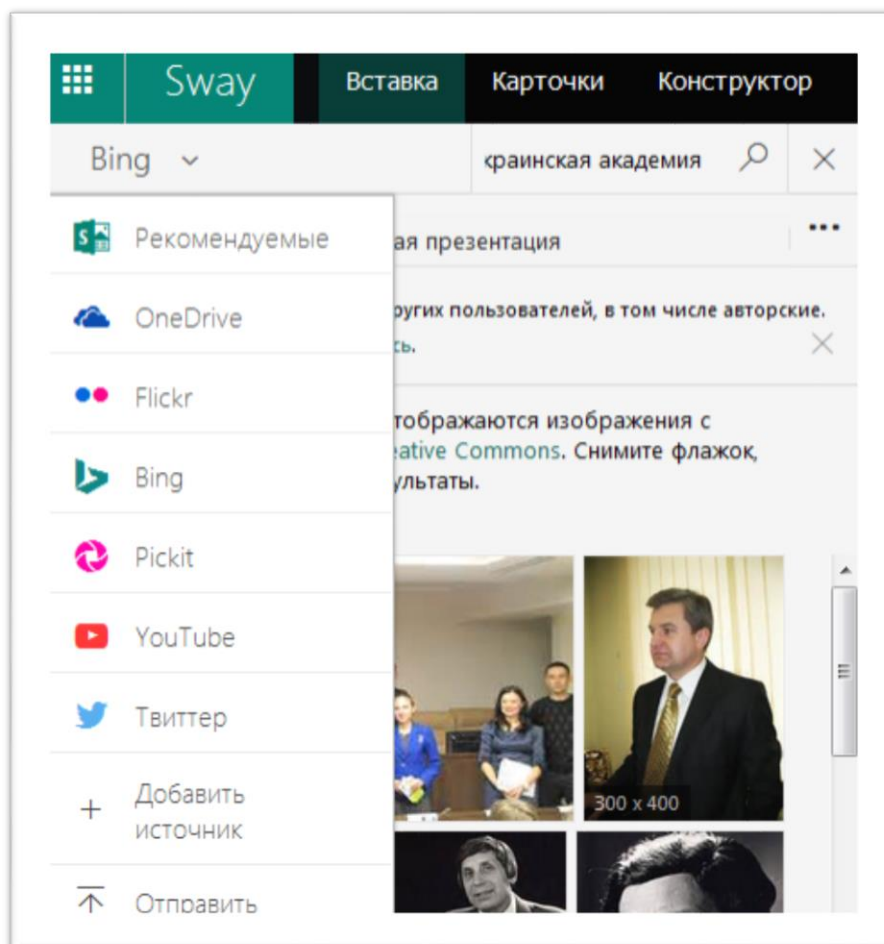 Sway Вставка Карточки Конструктор
Bing краинская академия
Рекомендуемые
ая презентация
OneDrive
ругих пользователей, в том числе авторские.
сь.
Flickr
тображаются изображения с
eative Commons. Снимите флажок,
ультаты.
Bing
Pickit
YouTube
Твиттер
300 x 400
Добавить
источник
Отправить